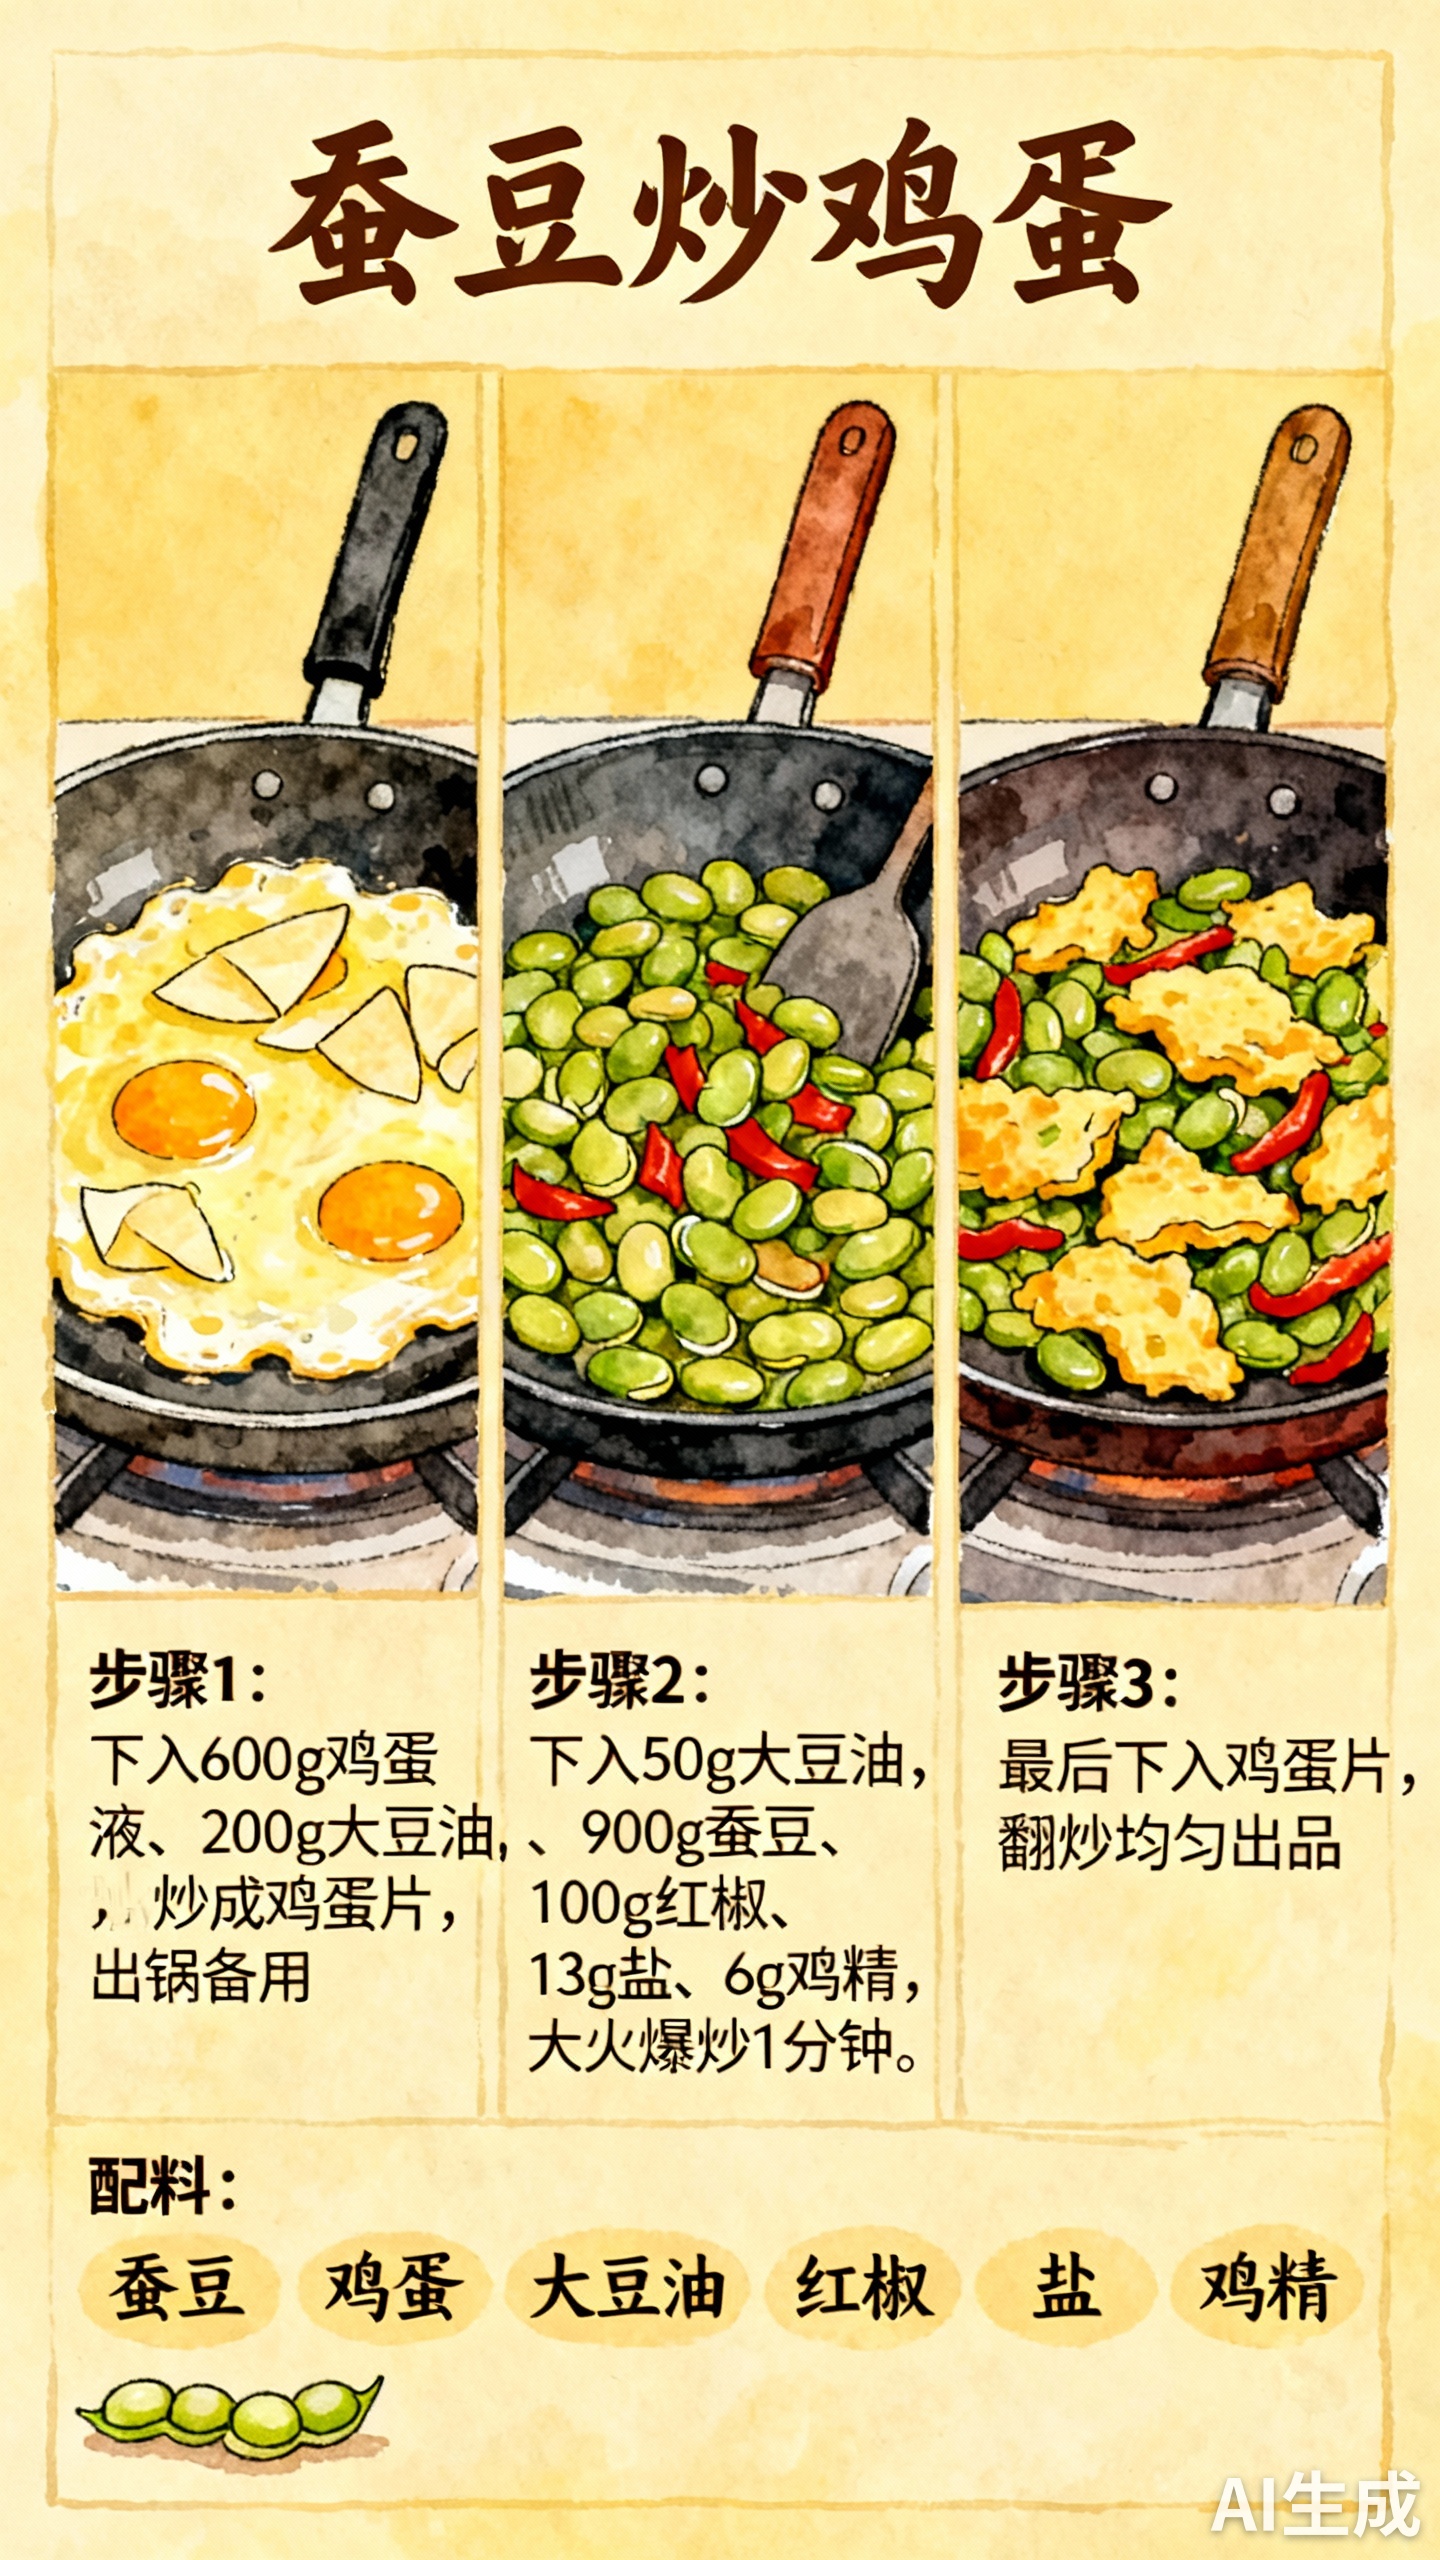 蚕豆炒鸡蛋
步骤1：
下入600g鸡蛋
液、200g大豆油,
，炒成鸡蛋片，
出锅备用
步骤2：
下入50g大豆油，
、900g蚕豆、
100g红椒、
13g盐、6g鸡精，
大火爆炒1分钟。
步骤3：
最后下入鸡蛋片，
翻炒均匀出品
配料：
蚕豆 鸡蛋 大豆油 红椒 盐 鸡精
AI生成